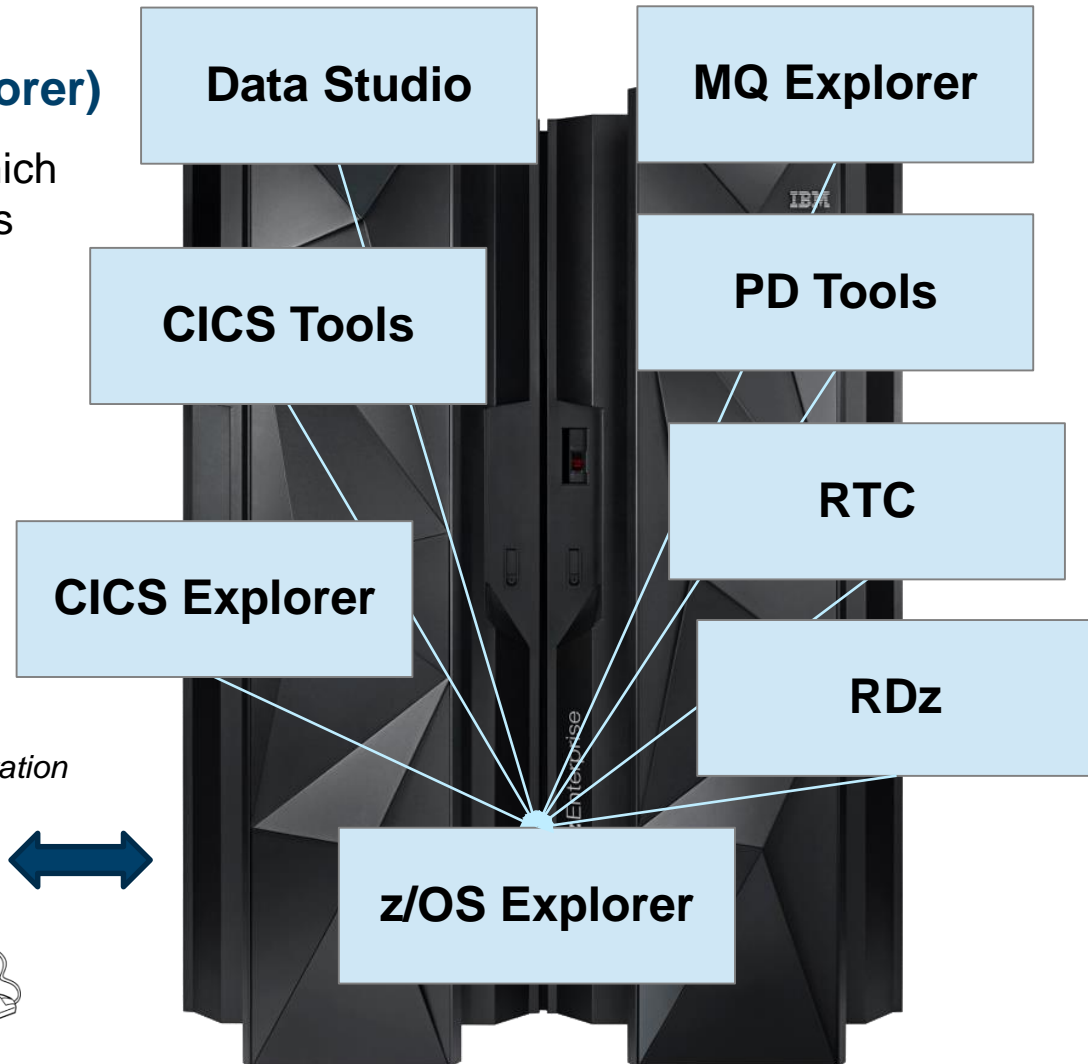 orer)
ich
s
Data Studio
MQ Explorer
IBM
CICS Tools
PD Tools
RTC
CICS Explorer
RDz
ation
Enterprise
z/OS Explorer